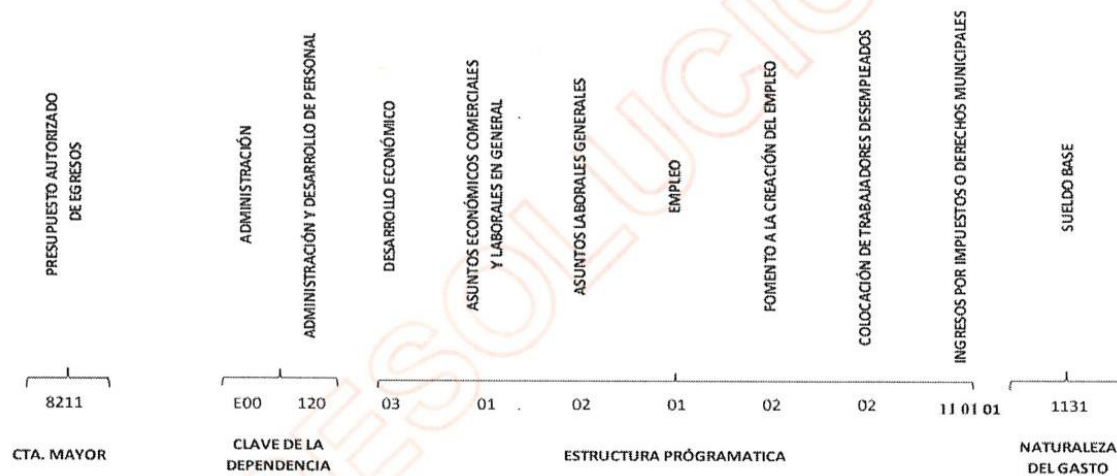 PRESUPUESTO AUTORIZADO
DE EGRESOS
ADMINISTRACIÓN
ADMINISTRACIÓN Y DESARROLLO DE PERSONAL
DESARROLLO ECONÓMICO
ASUNTOS ECONÓMICOS COMERCIALES
Y LABORALES EN GENERAL
ASUNTOS LABORALES GENERALES
EMPLEO
FOMENTO A LA CREACIÓN DEL EMPLEO
COLOCACIÓN DE TRABAJADORES DESEMPLEADOS
INGRESOS POR IMPUESTOS O DERECHOS MUNICIPALES
SUELDO BASE
8211 E00 120 03 01 02 01 02 02 11 01 01 1131
CTA. MAYOR
CLAVE DE LA
DEPENDENCIA
ESTRUCTURA PRÓGRAMATICA
NATURALEZA
DEL GASTO
ESOLUCIO